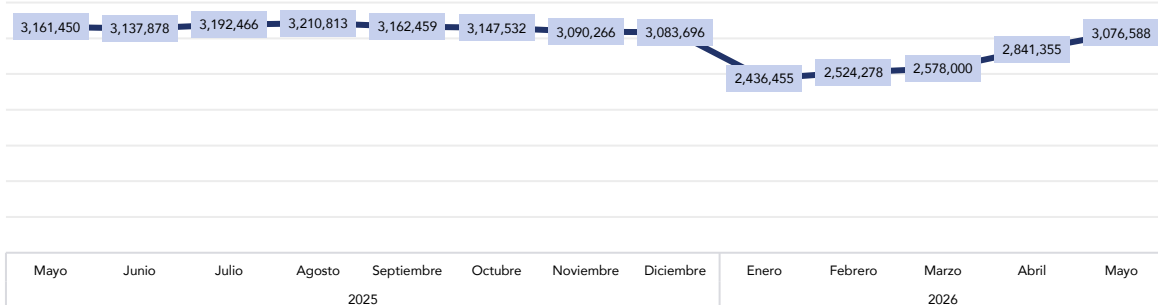 3,161,450 3,137,878 3,192,466 3,210,813 3,162,459 3,147,532 3,090,266 3,083,696 2,436,455 2,524,278 2,578,000 2,841,355 3,076,588
Mayo Junio Julio Agosto Septiembre Octubre Noviembre Diciembre Enero Febrero Marzo Abril Mayo
2025 2026